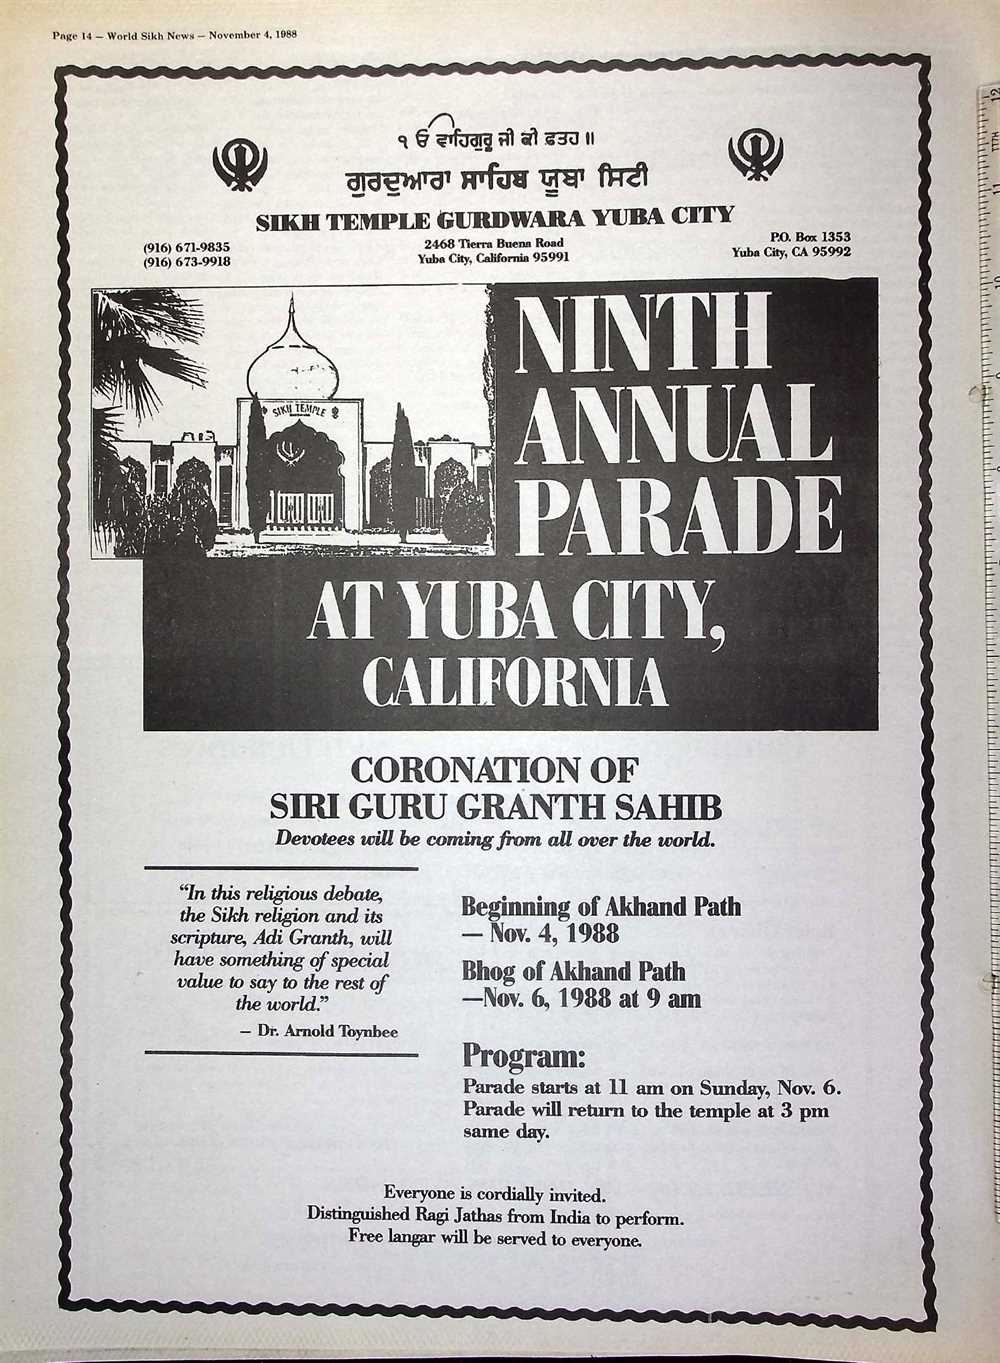 Page 14 — World Sikh News — November 4, 1988
੧ ਓ ਵਾਹਿਗੁਰੂ ਜੀ ਕੀ ਫ਼ਤਹ ॥
ਗੁਰਦੁਆਰਾ ਸਾਹਿਬ ਯੂਬਾ ਸਿਟੀ
SIKH TEMPLE GURDWARA YUBA CITY
(916) 671-9835
(916) 673-9918
2468 Tierra Buena Road
Yuba City, California 95991
P.O. Box 1353
Yuba City, CA 95992
SIKH TEMPLE
NINTH
ANNUAL
PARADE
AT YUBA CITY,
CALIFORNIA
CORONATION OF
SIRI GURU GRANTH SAHIB
Devotees will be coming from all over the world.
“In this religious debate,
the Sikh religion and its
scripture, Adi Granth, will
have something of special
value to say to the rest of
the world.”
— Dr. Arnold Toynbee
Beginning of Akhand Path
— Nov. 4, 1988
Bhog of Akhand Path
—Nov. 6, 1988 at 9 am
Program:
Parade starts at 11 am on Sunday, Nov. 6.
Parade will return to the temple at 3 pm
same day.
Everyone is cordially invited.
Distinguished Ragi Jathas from India to perform.
Free langar will be served to everyone.
12
11
10